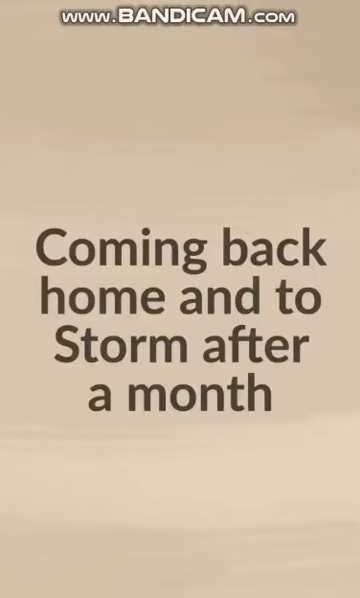 www.BANDICAM.com
Coming back
home and to
Storm after
a month